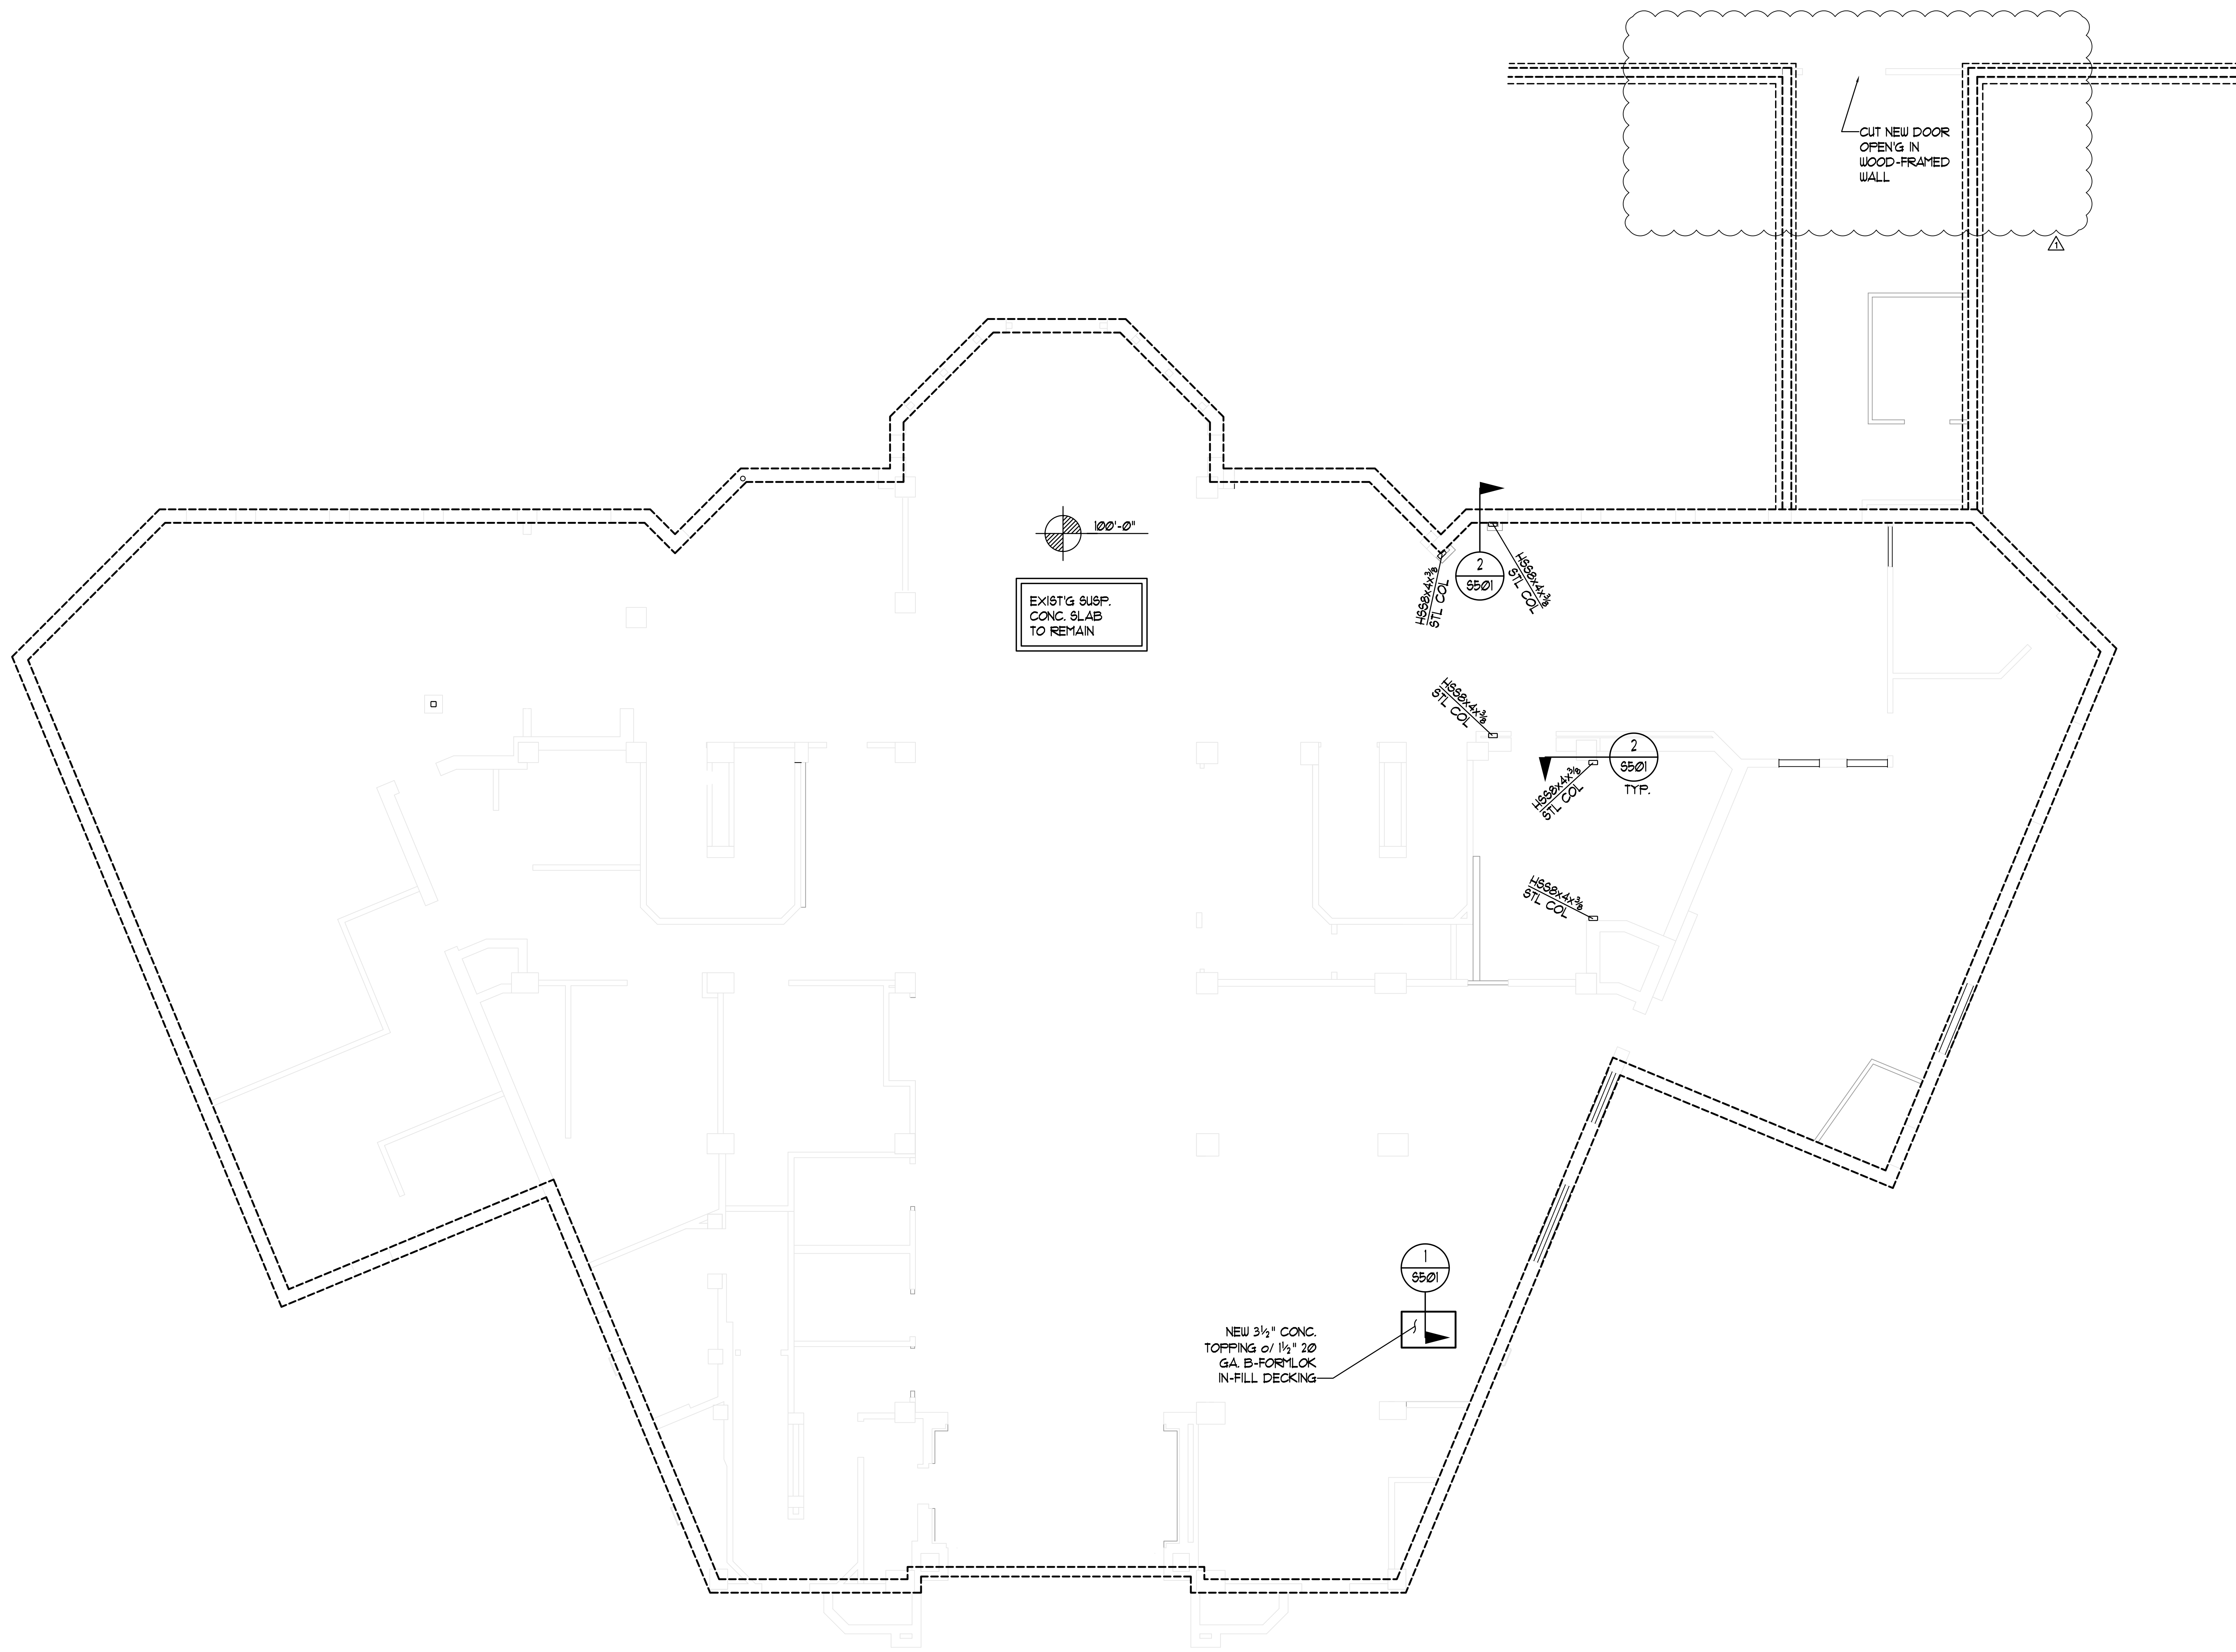 CUT NEW DOOR
OPEN'G IN
WOOD-FRAMED
WALL
1
100'-0"
EXIST'G SUSP.
CONC. SLAB
TO REMAIN
HSS8x4x3/8
STL COL
2
S501
HSS8x4x3/8
STL COL
HSS8x4x3/8
STL COL
2
S501
TYP.
HSS8x4x3/8
STL COL
HSS8x4x3/8
STL COL
1
S501
NEW 3½" CONC.
TOPPING o/ 1½" 20
GA. B-FORMLOK
IN-FILL DECKING